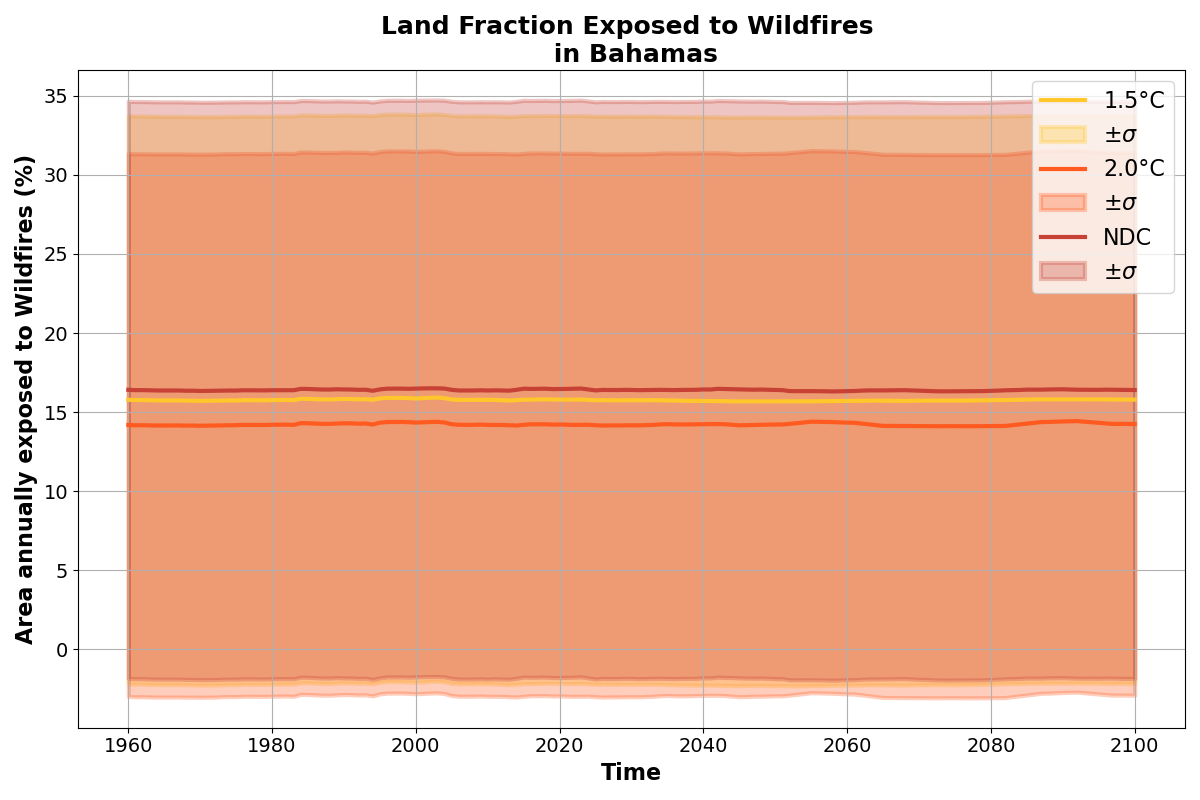 Land Fraction Exposed to Wildfires
in Bahamas
Area annually exposed to Wildfires (%)
35
30
25
20
15
10
5
0
1960
1980
2000
2020
2040
2060
2080
2100
Time
1.5°C
±σ
2.0°C
±σ
NDC
±σ